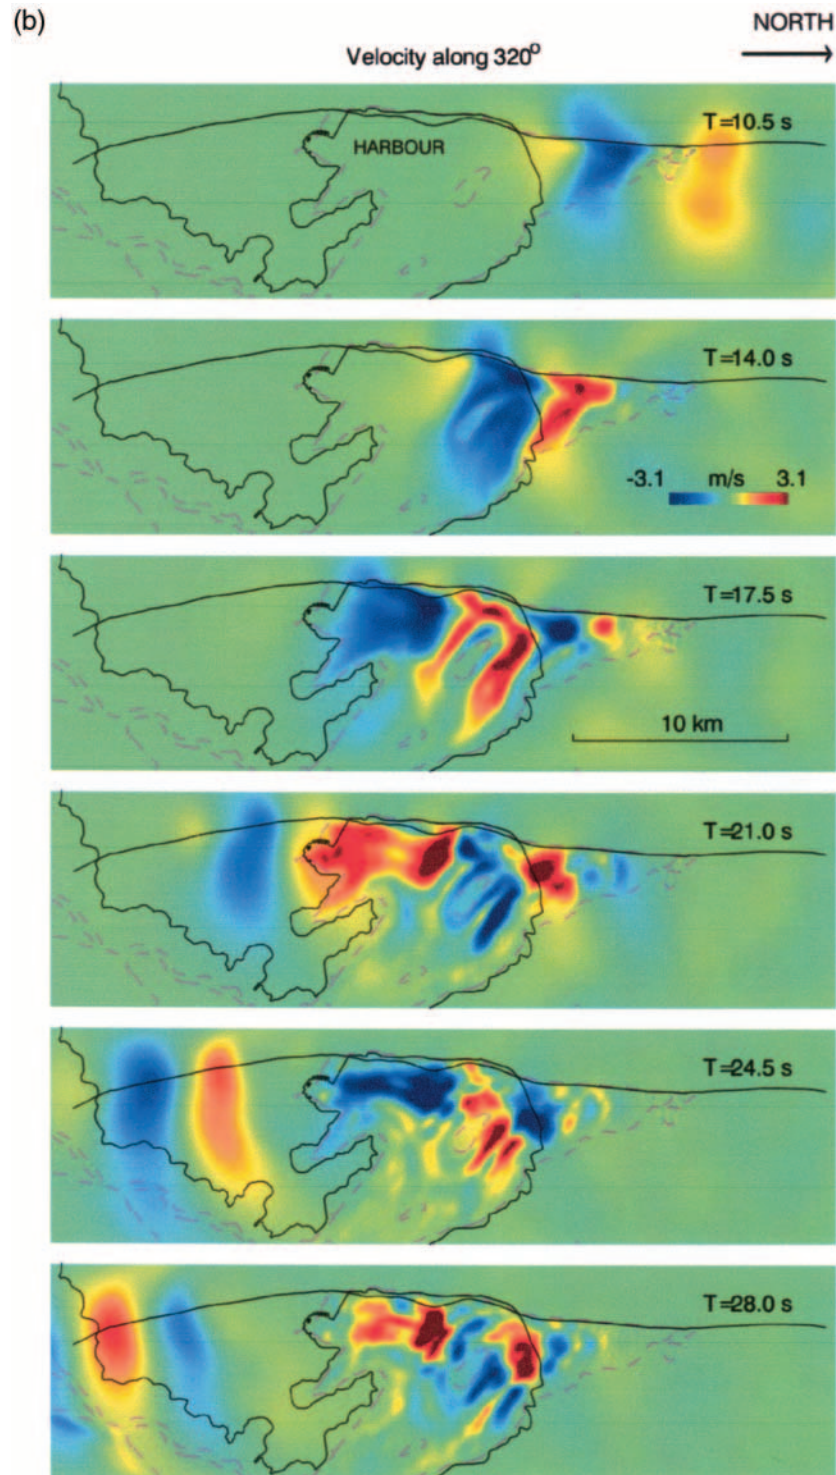 (b)
NORTH
Velocity along 320°
T=10.5 s
HARBOUR
T=14.0 s
-3.1 m/s 3.1
T=17.5 s
10 km
T=21.0 s
T=24.5 s
T=28.0 s